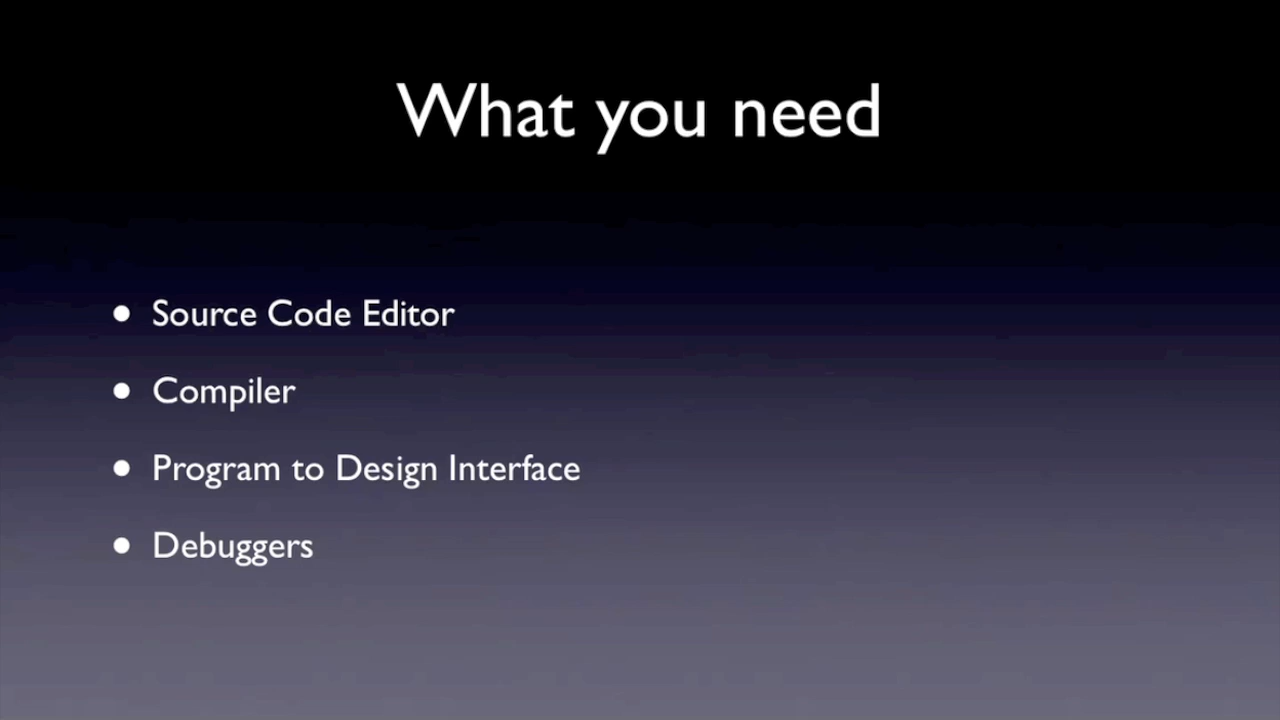 What you need
• Source Code Editor
• Compiler
• Program to Design Interface
• Debuggers